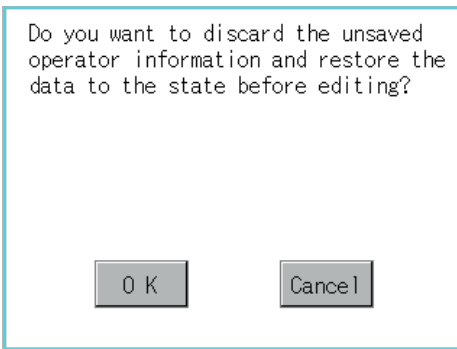 Do you want to discard the unsaved
operator information and restore the
data to the state before editing?
OK Cancel